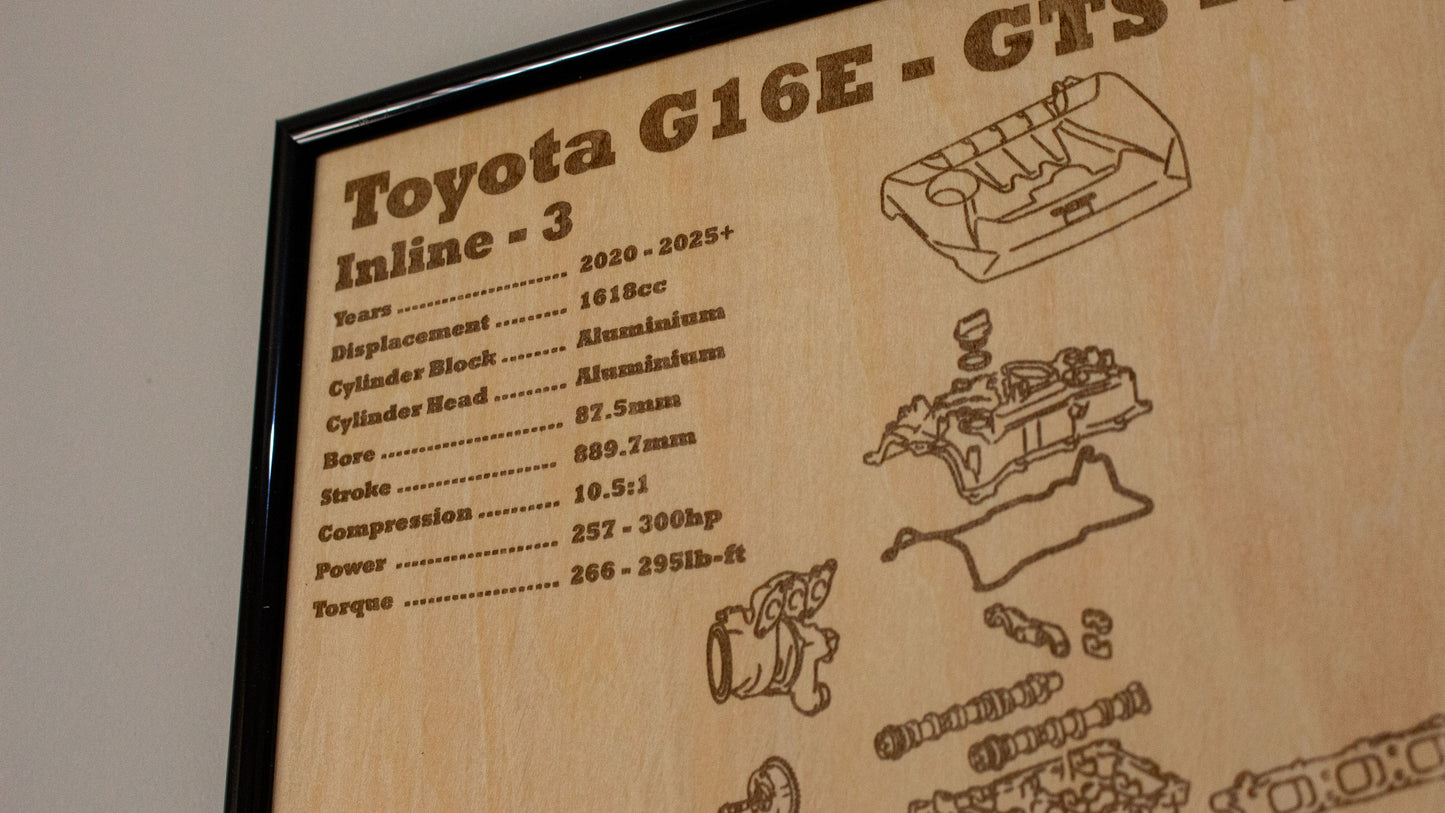 Toyota G16E - GTS
Inline - 3
Years ........................ 2020 - 2025+
Displacement .......... 1618cc
Cylinder Block ......... Aluminium
Cylinder Head .......... Aluminium
Bore .......................... 87.5mm
Stroke ....................... 889.7mm
Compression ............ 10.5:1
Power ....................... 257 - 300hp
Torque ...................... 266 - 295lb-ft